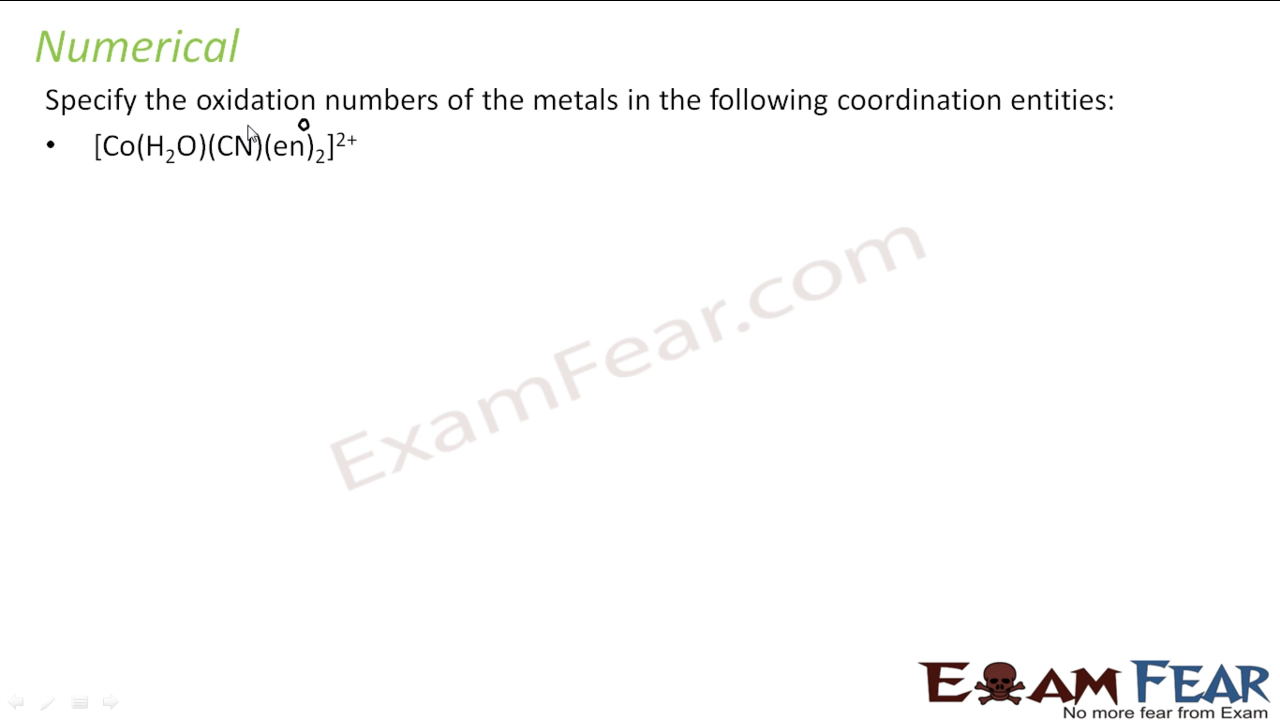 Numerical
Specify the oxidation numbers of the metals in the following coordination entities:
0
• [Co(H₂O)(CN)(en)₂]²⁺
ExamFear.com
EXAM FEAR
No more fear from Exam